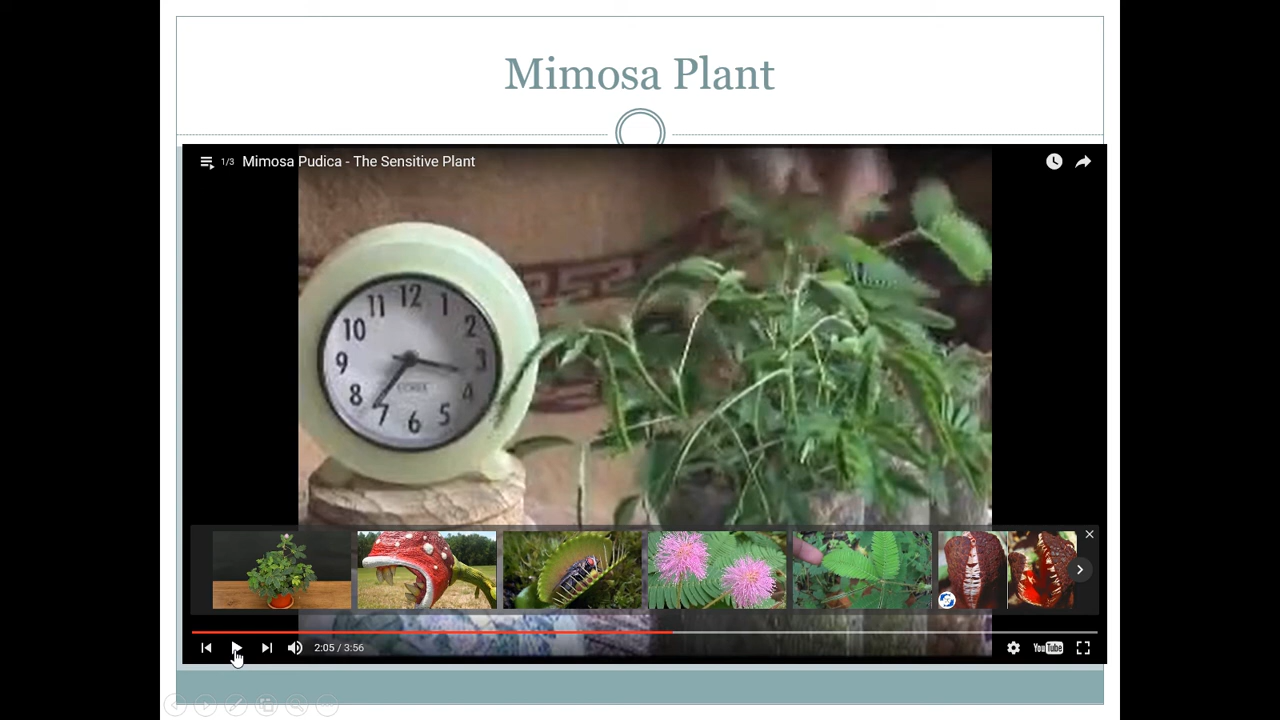 Mimosa Plant
1/3 Mimosa Pudica - The Sensitive Plant
12
11 1
10 2
9 3
8 4
7 5
6
2:05 / 3:56
YouTube